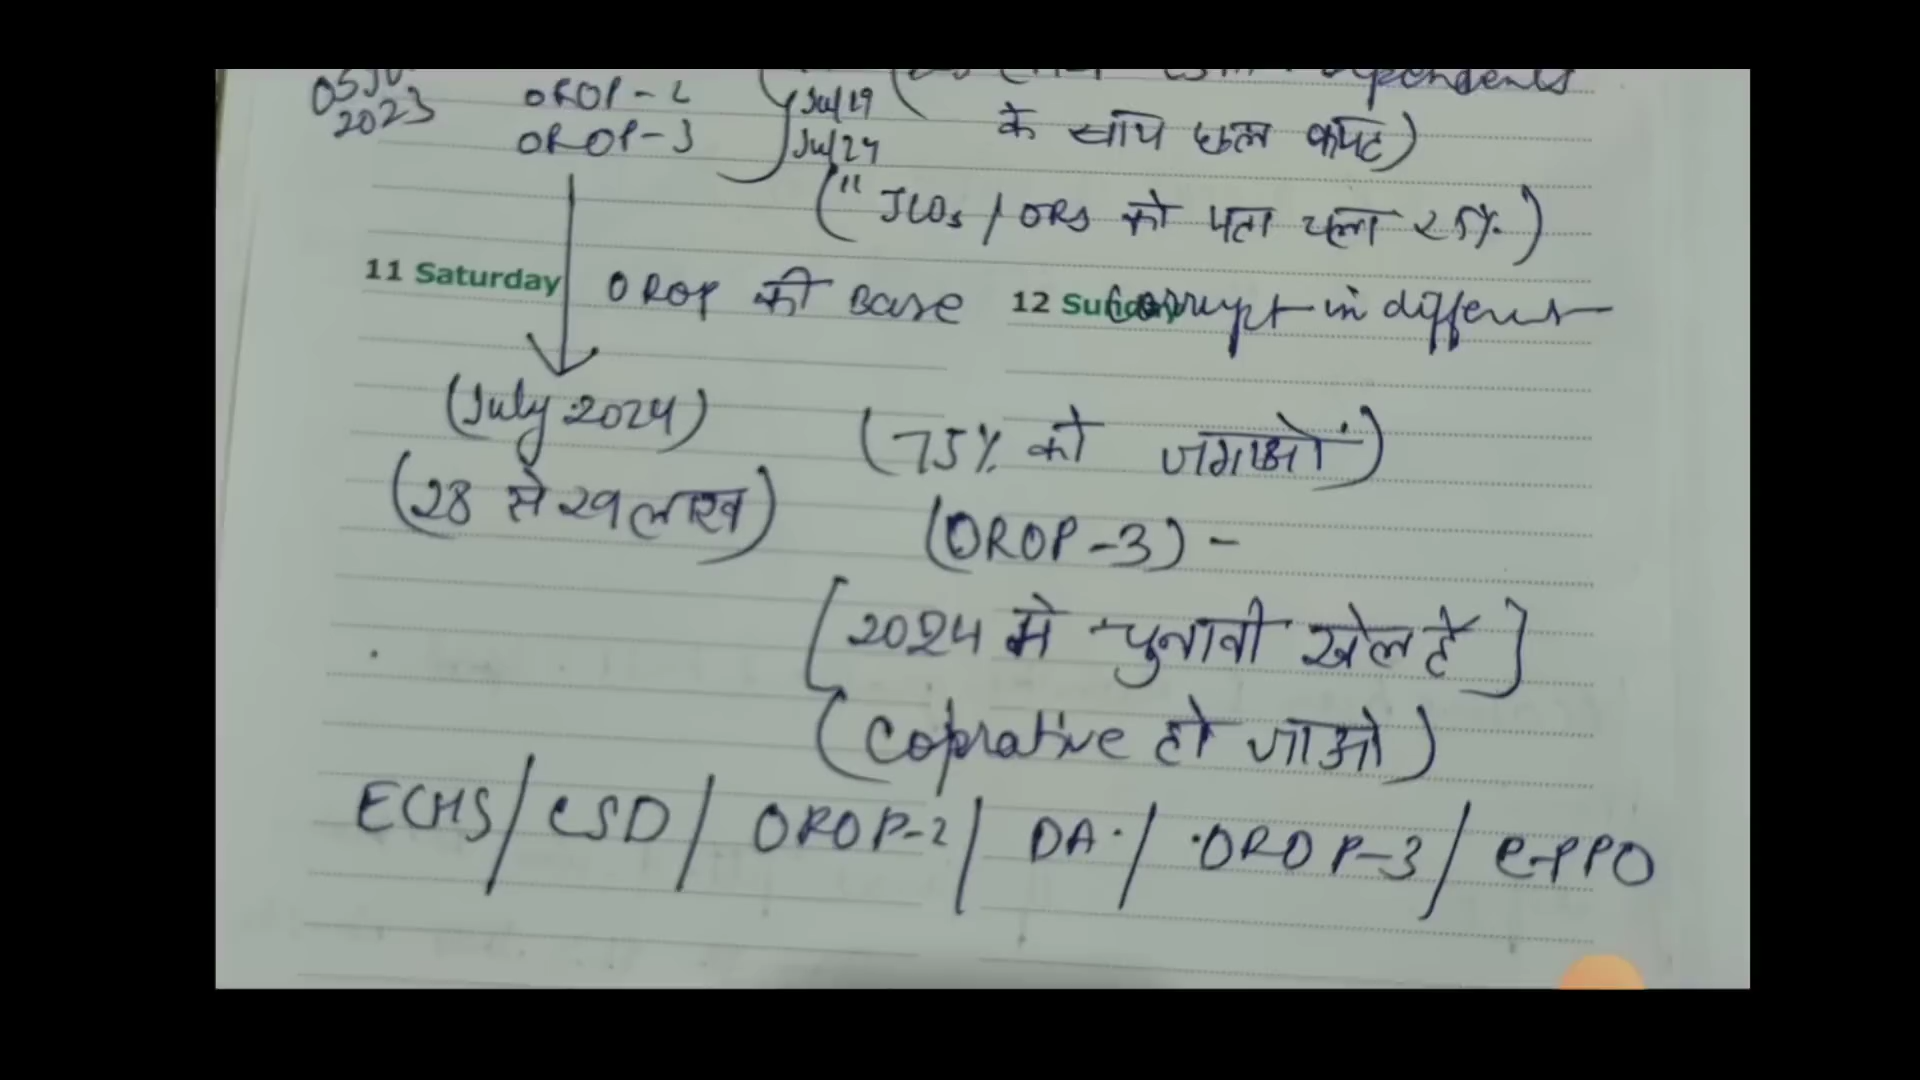 05 2023 OROP-2 Jul19 dependents
OROP-3 Jul24 के साथ छल कपट)
("JCOs / ORs को पता चला 25%)
11 Saturday OROP की Base 12 Sunday Corrupt in different
(July 2024) (75% को जगाओ)
(28 से 29 लाख) (OROP-3) -
[2024 मे चुनावी खेल है]
(Coprative हो जाओ)
ECHS / CSD / OROP-2 / DA / OROP-3 / e-PPO